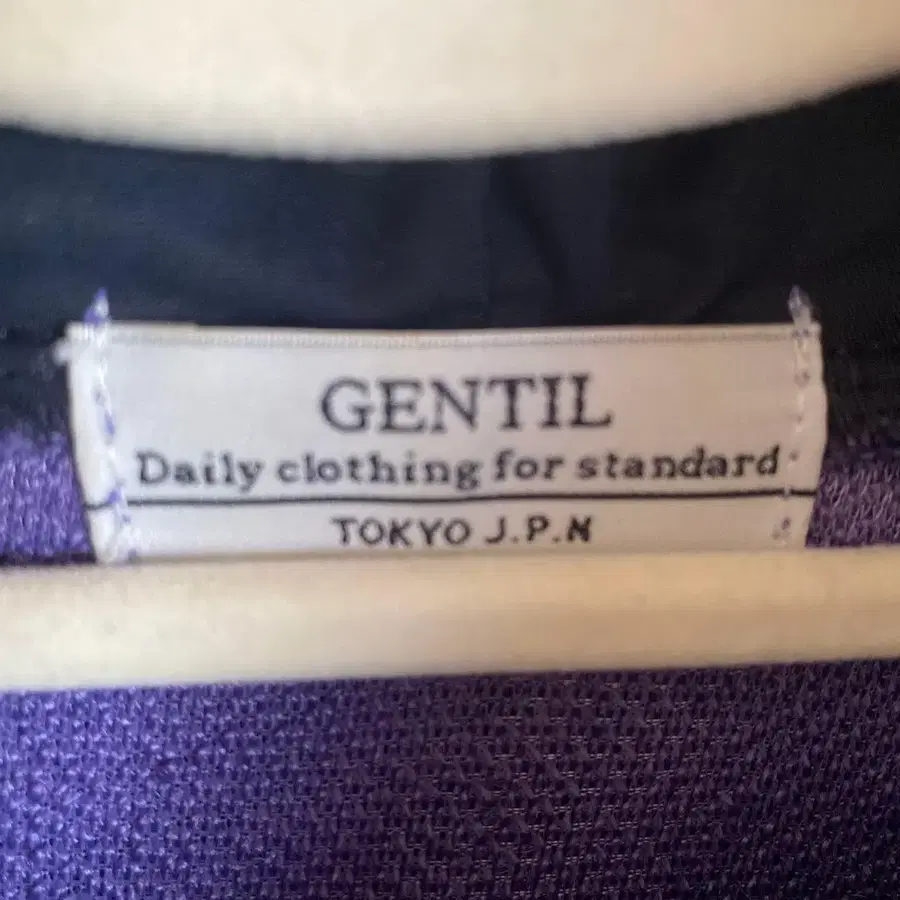 GENTIL
Daily clothing for standard
TOKYO J.P.N